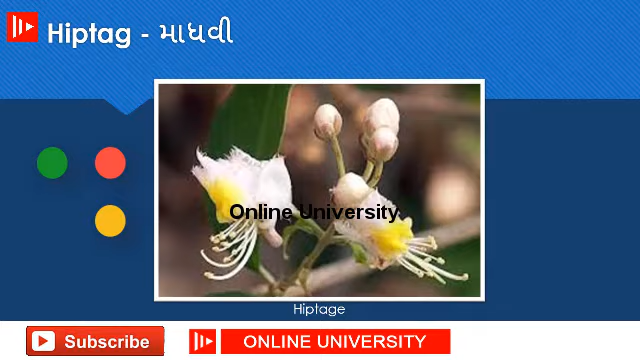 Hiptag - માધવી
Online University
Hiptage
Subscribe
ONLINE UNIVERSITY